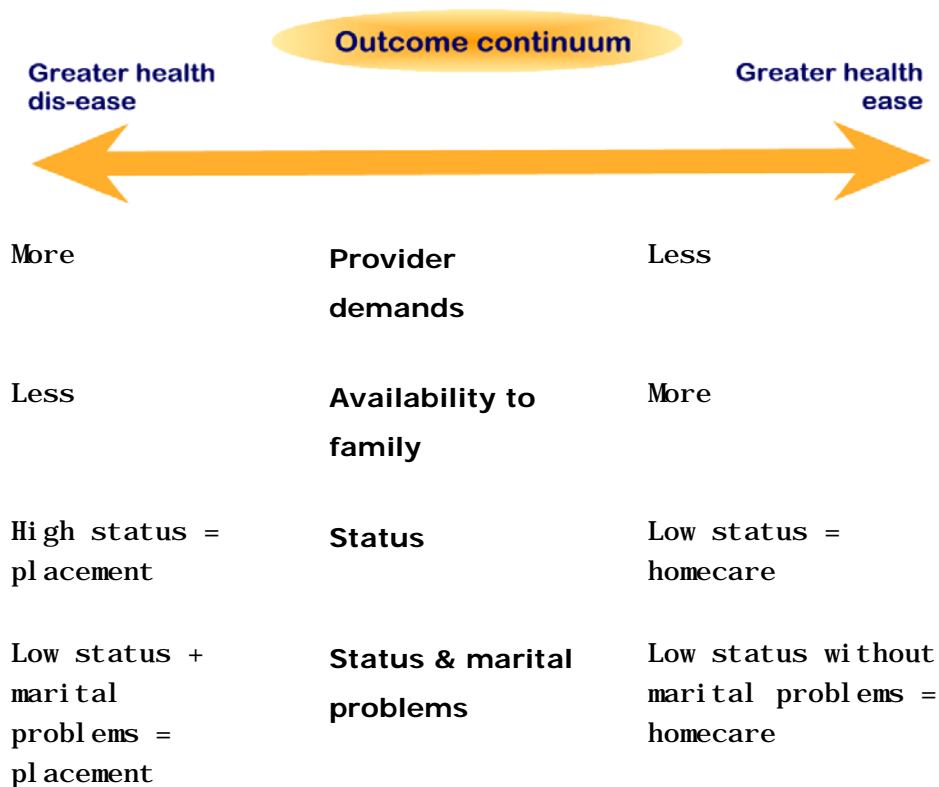 Outcome continuum
Greater health
dis-ease
Greater health
ease
More
Provider
demands
Less
Less
Availability to
family
More
High status =
placement
Status
Low status =
homecare
Low status +
marital
problems =
placement
Status & marital
problems
Low status without
marital problems =
homecare